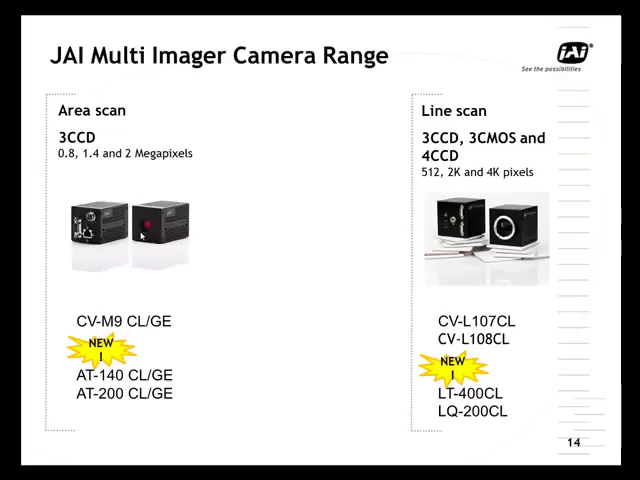 JAI Multi Imager Camera Range
JAI®
See the possibilities
Area scan
3CCD
0.8, 1.4 and 2 Megapixels
CV-M9 CL/GE
NEW
!
AT-140 CL/GE
AT-200 CL/GE
Line scan
3CCD, 3CMOS and
4CCD
512, 2K and 4K pixels
CV-L107CL
CV-L108CL
NEW
!
LT-400CL
LQ-200CL
14